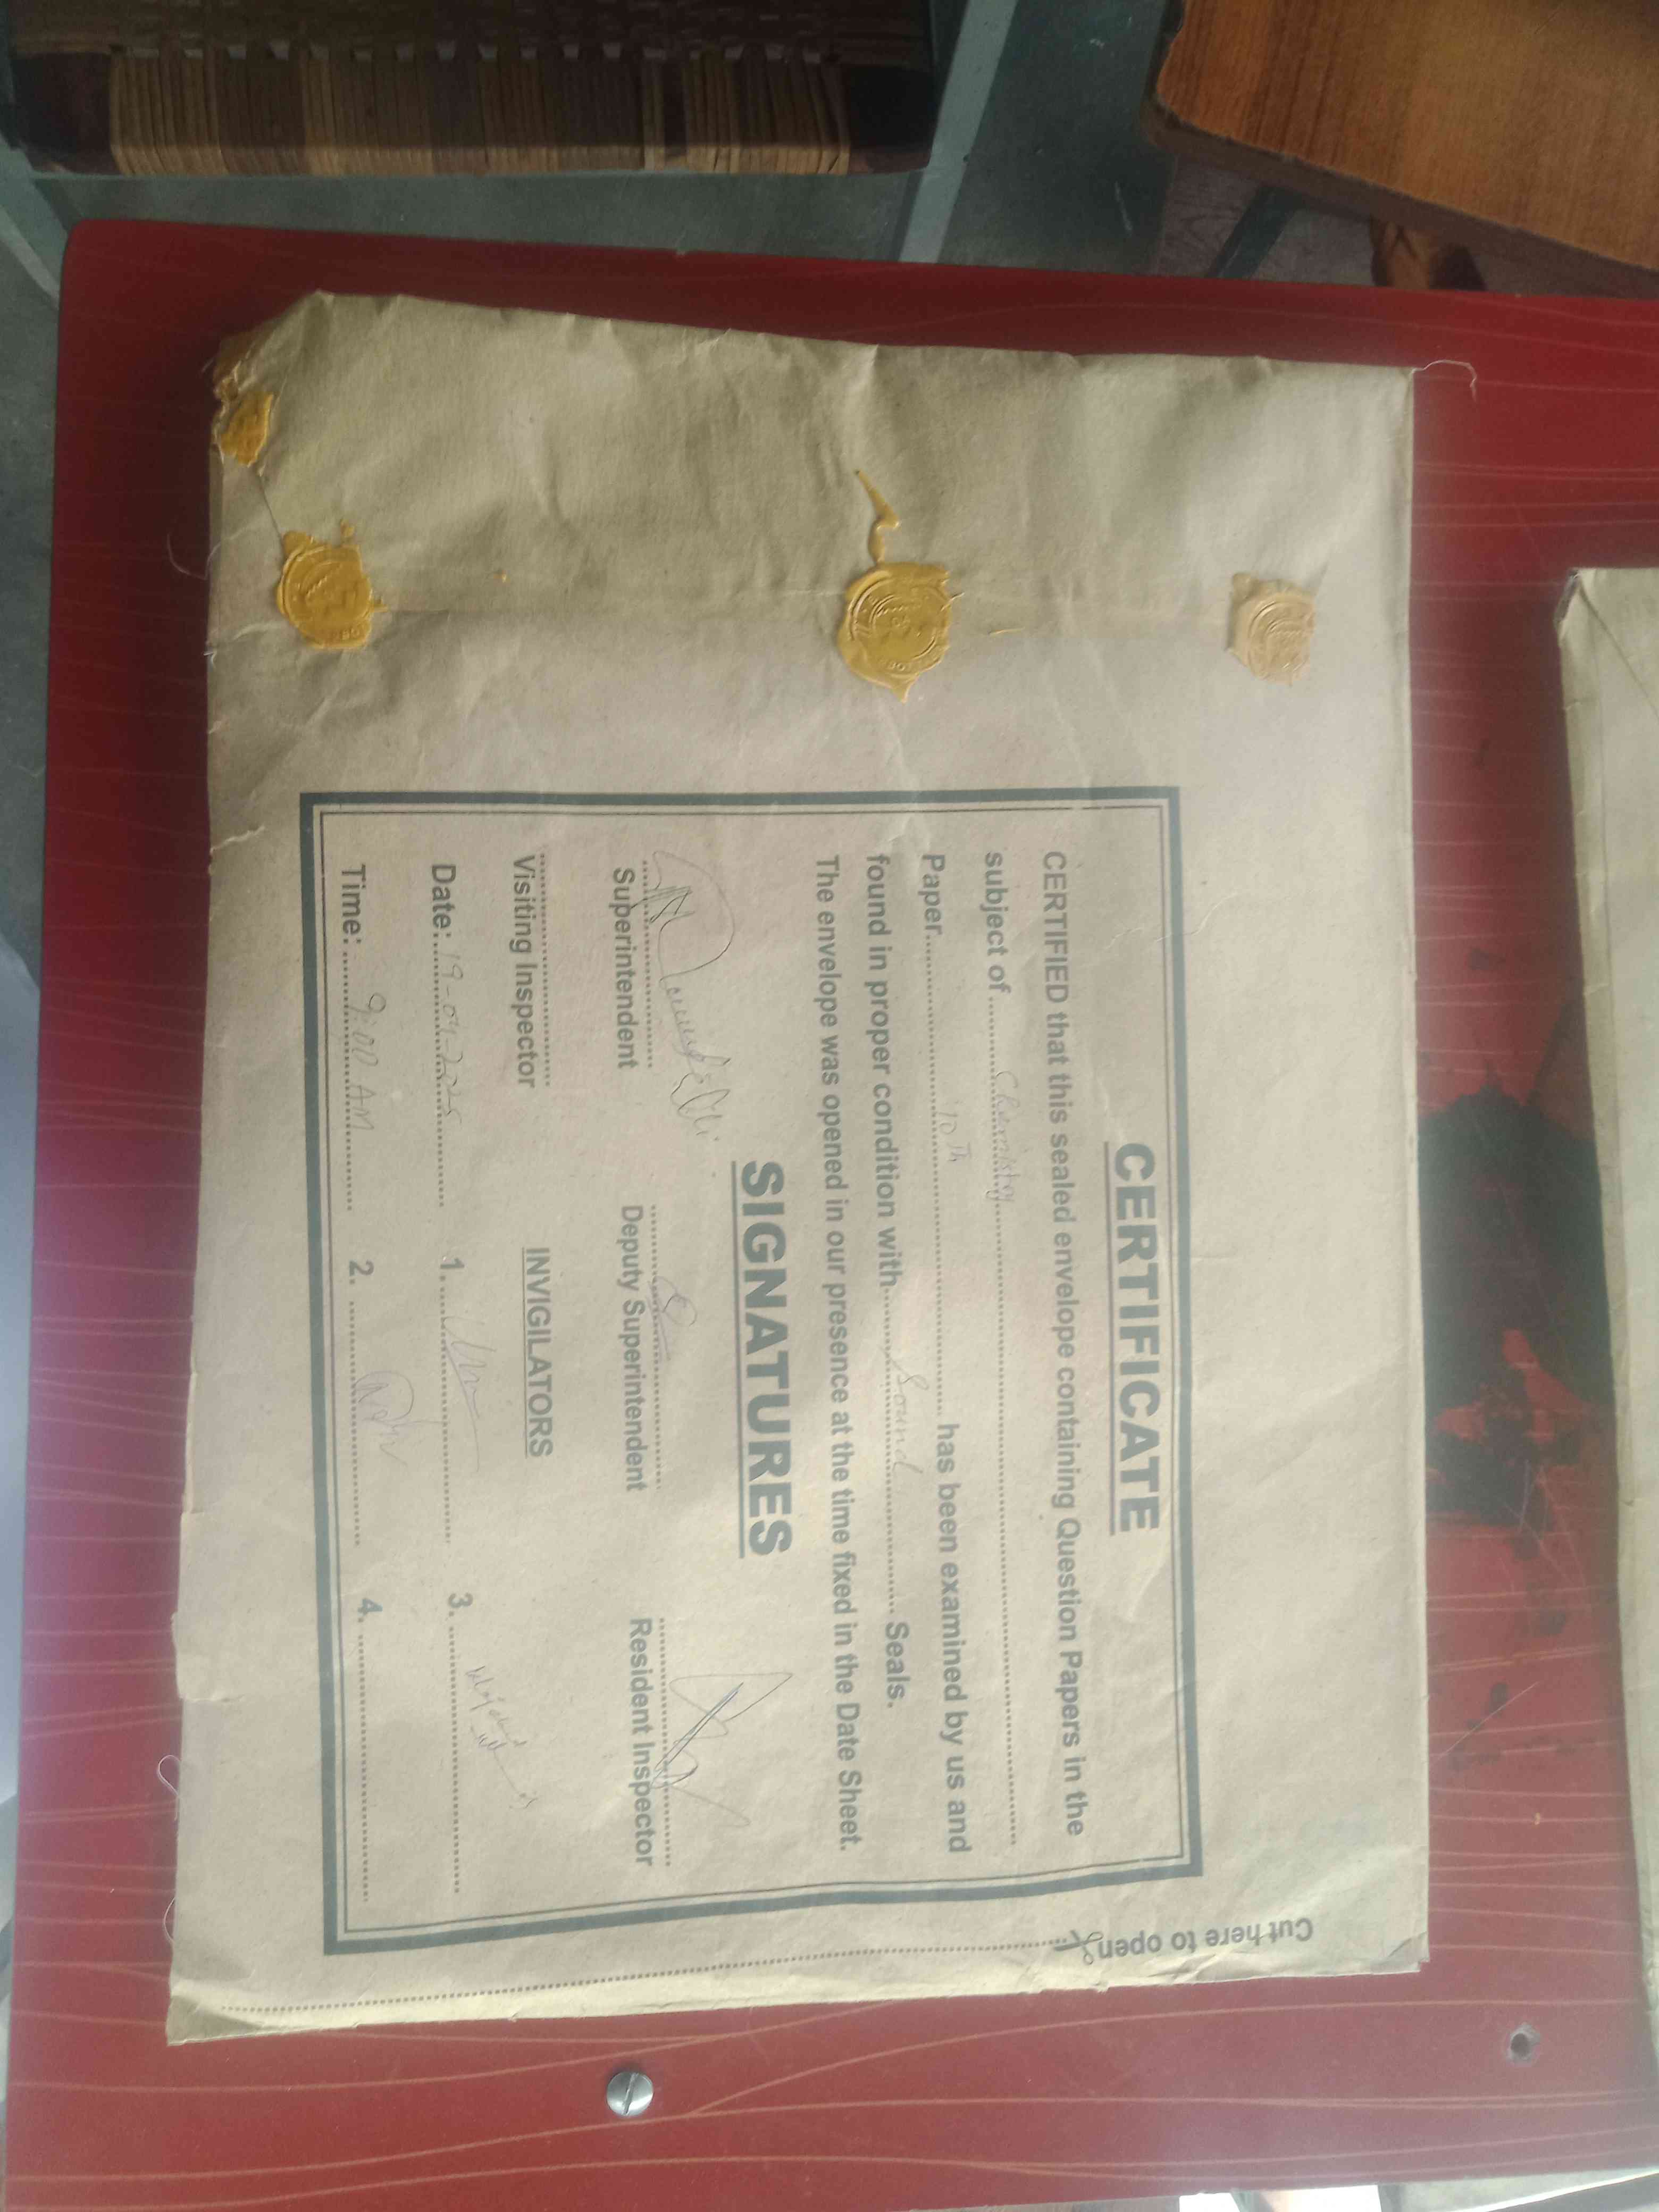 CERTIFICATE
CERTIFIED that this sealed envelope containing Question Papers in the
subject of Chemistry
Paper 10Th has been examined by us and
found in proper condition with Sound Seals.
The envelope was opened in our presence at the time fixed in the Date Sheet.
SIGNATURES
Superintendent Deputy Superintendent Resident Inspector
Visiting Inspector INVIGILATORS
Date: 19-04-2025 1. 3.
Time: 9:00 AM 2. 4.
Cut here to open